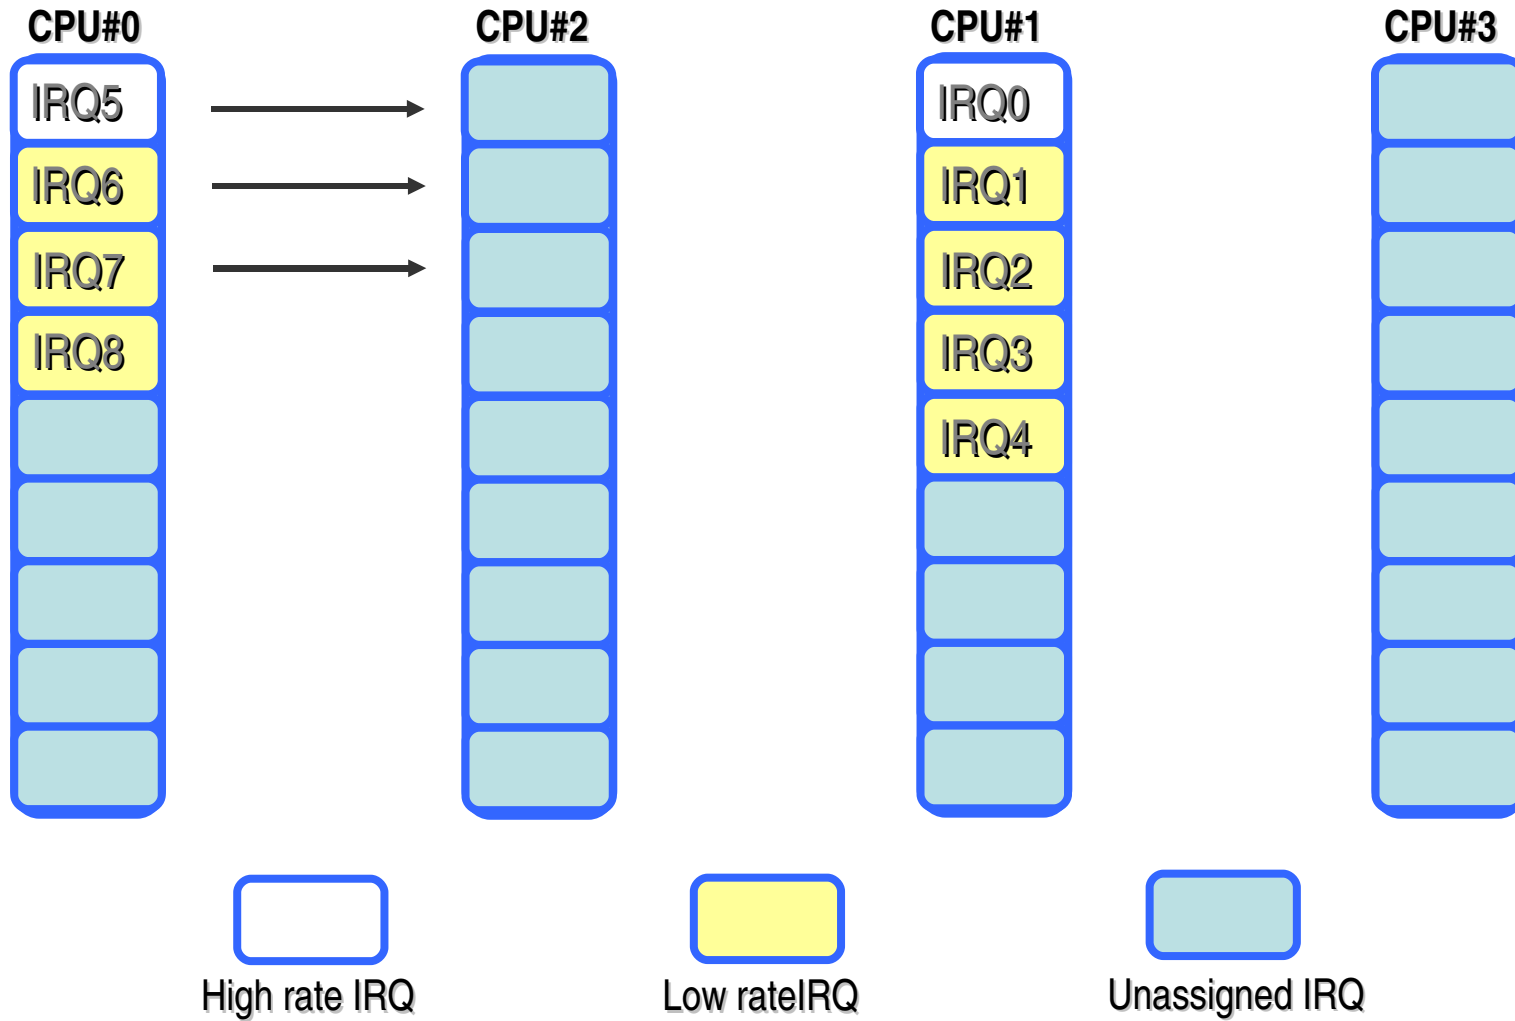 CPU#0 CPU#2 CPU#1 CPU#3
IRQ5 IRQ0
IRQ6 IRQ1
IRQ7 IRQ2
IRQ8 IRQ3
IRQ4
High rate IRQ Low rateIRQ Unassigned IRQ